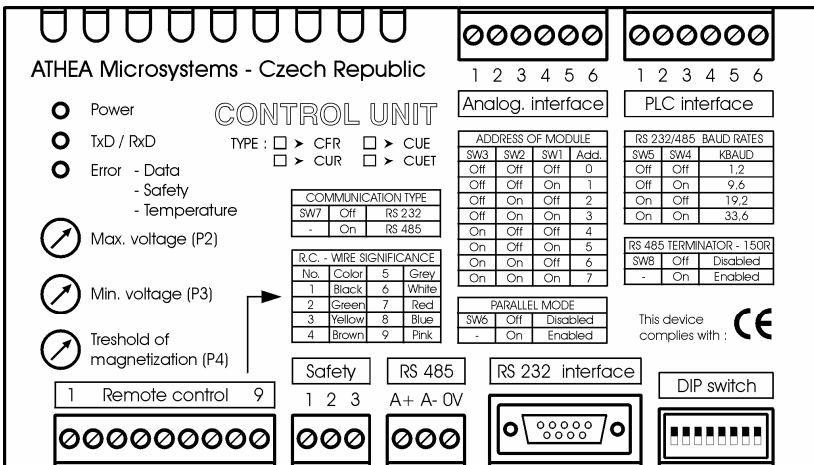 ATHEA Microsystems - Czech Republic
Power
TxD / RxD
Error - Data
- Safety
- Temperature
Max. voltage (P2)
Min. voltage (P3)
Treshold of
magnetization (P4)
CONTROL UNIT
TYPE : ➤ CFR ➤ CUE
➤ CUR ➤ CUET
COMMUNICATION TYPE
SW7 Off RS 232
- On RS 485
R.C. - WIRE SIGNIFICANCE
No. Color 5 Grey
1 Black 6 White
2 Green 7 Red
3 Yellow 8 Blue
4 Brown 9 Pink
1 2 3 4 5 6
Analog. interface
ADDRESS OF MODULE
SW3 SW2 SW1 Add.
Off Off Off 0
Off Off On 1
Off On Off 2
Off On On 3
On Off Off 4
On Off On 5
On On Off 6
On On On 7
PARALLEL MODE
SW6 Off Disabled
- On Enabled
1 2 3 4 5 6
PLC interface
RS 232/485 BAUD RATES
SW5 SW4 KBAUD
Off Off 1,2
Off On 9,6
On Off 19,2
On On 33,6
RS 485 TERMINATOR - 150R
SW8 Off Disabled
- On Enabled
This device
complies with : CE
1 Remote control 9
Safety
1 2 3
RS 485
A+ A- 0V
RS 232 interface
DIP switch